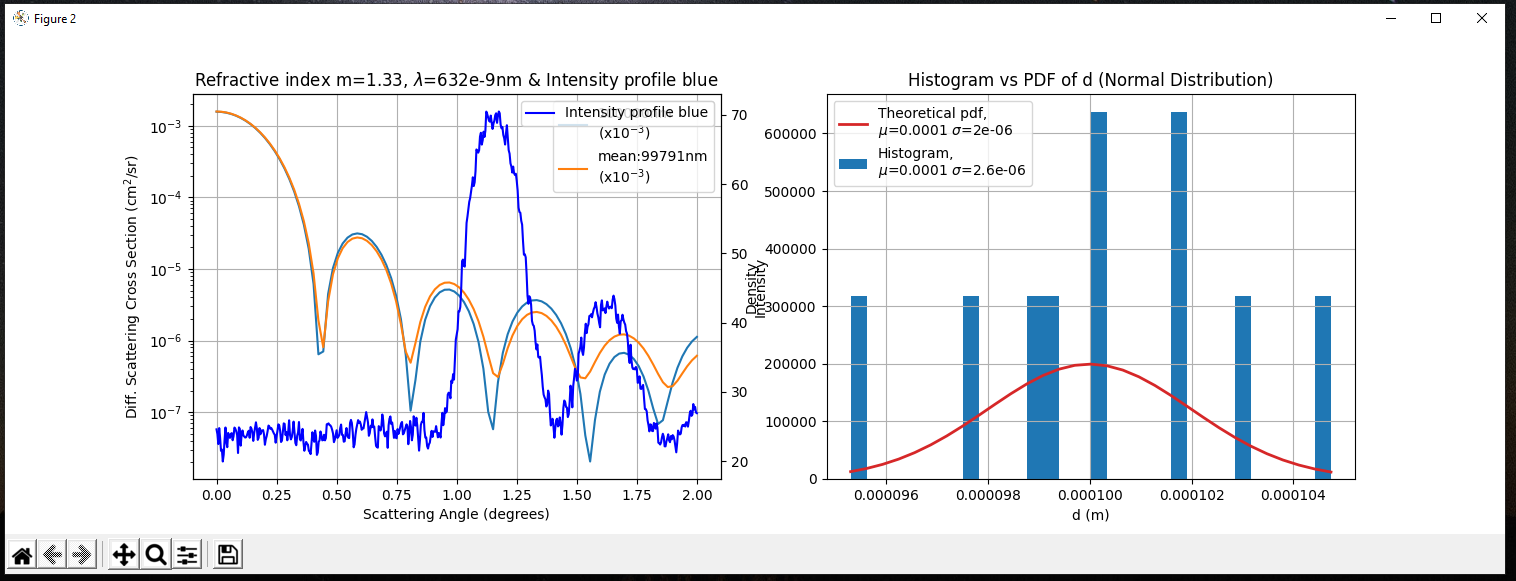 Figure 2
Refractive index m=1.33, λ=632e-9nm & Intensity profile blue
Diff. Scattering Cross Section (cm²/sr)
10⁻³
10⁻⁴
10⁻⁵
10⁻⁶
10⁻⁷
Intensity profile blue
(x10⁻³)
mean:99791nm
(x10⁻³)
70
60
50
40
30
20
Intensity
0.00 0.25 0.50 0.75 1.00 1.25 1.50 1.75 2.00
Scattering Angle (degrees)
Histogram vs PDF of d (Normal Distribution)
Density
Theoretical pdf,
μ=0.0001 σ=2e-06
Histogram,
μ=0.0001 σ=2.6e-06
600000
500000
400000
300000
200000
100000
0
0.000096 0.000098 0.000100 0.000102 0.000104
d (m)